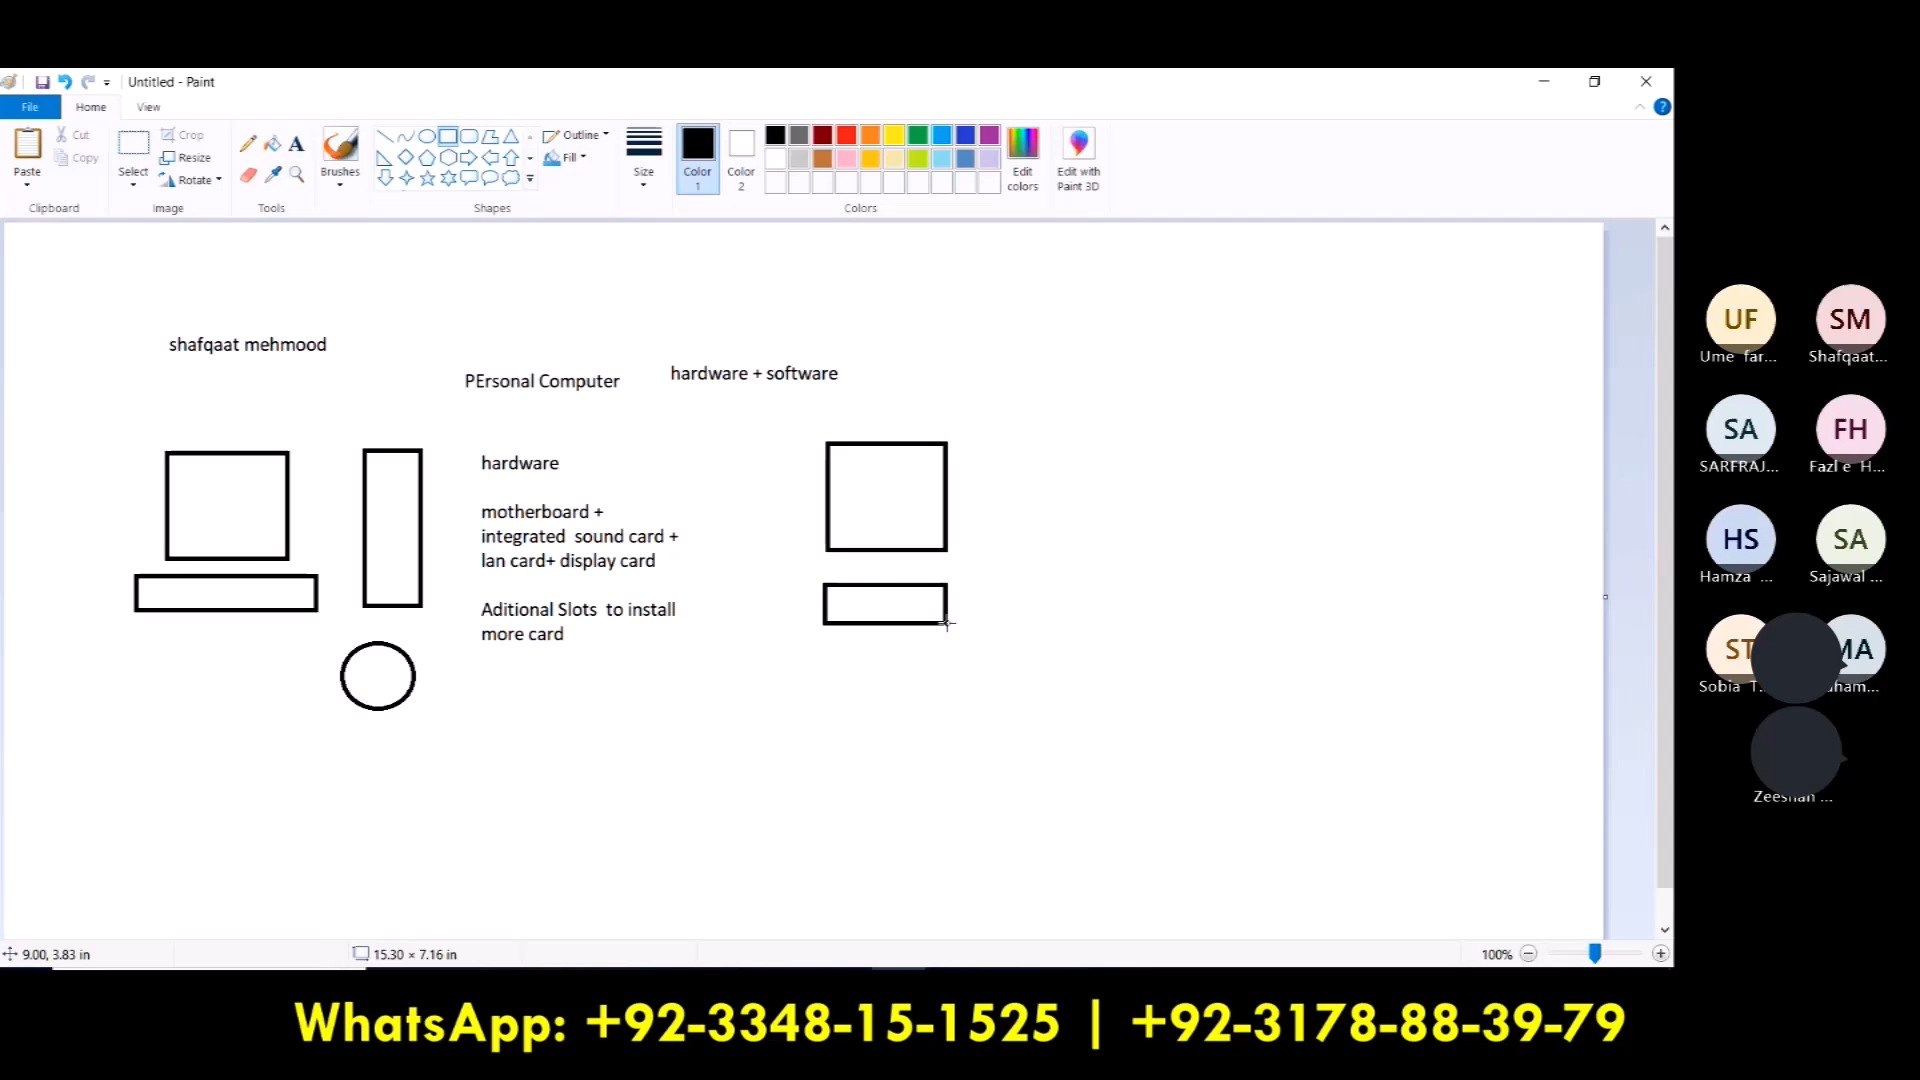 Untitled - Paint
File Home View
Paste
Cut
Copy
Clipboard
Select
Crop
Resize
Rotate
Image
A
Tools
Brushes
Outline
Fill
Shapes
Size
Color 1
Color 2
Edit colors
Colors
Edit with Paint 3D
?
shafqaat mehmood
PErsonal Computer
hardware + software
hardware
motherboard +
integrated sound card +
lan card+ display card
Aditional Slots to install
more card
UF
Ume far...
SM
Shafqaat...
SA
SARFRAJ...
FH
Fazl e H...
HS
Hamza ...
SA
Sajawal ...
ST
Sobia T...
MA
Zeeshan ...
9.00, 3.83 in
15.30 × 7.16 in
100%
WhatsApp: +92-3348-15-1525 | +92-3178-88-39-79